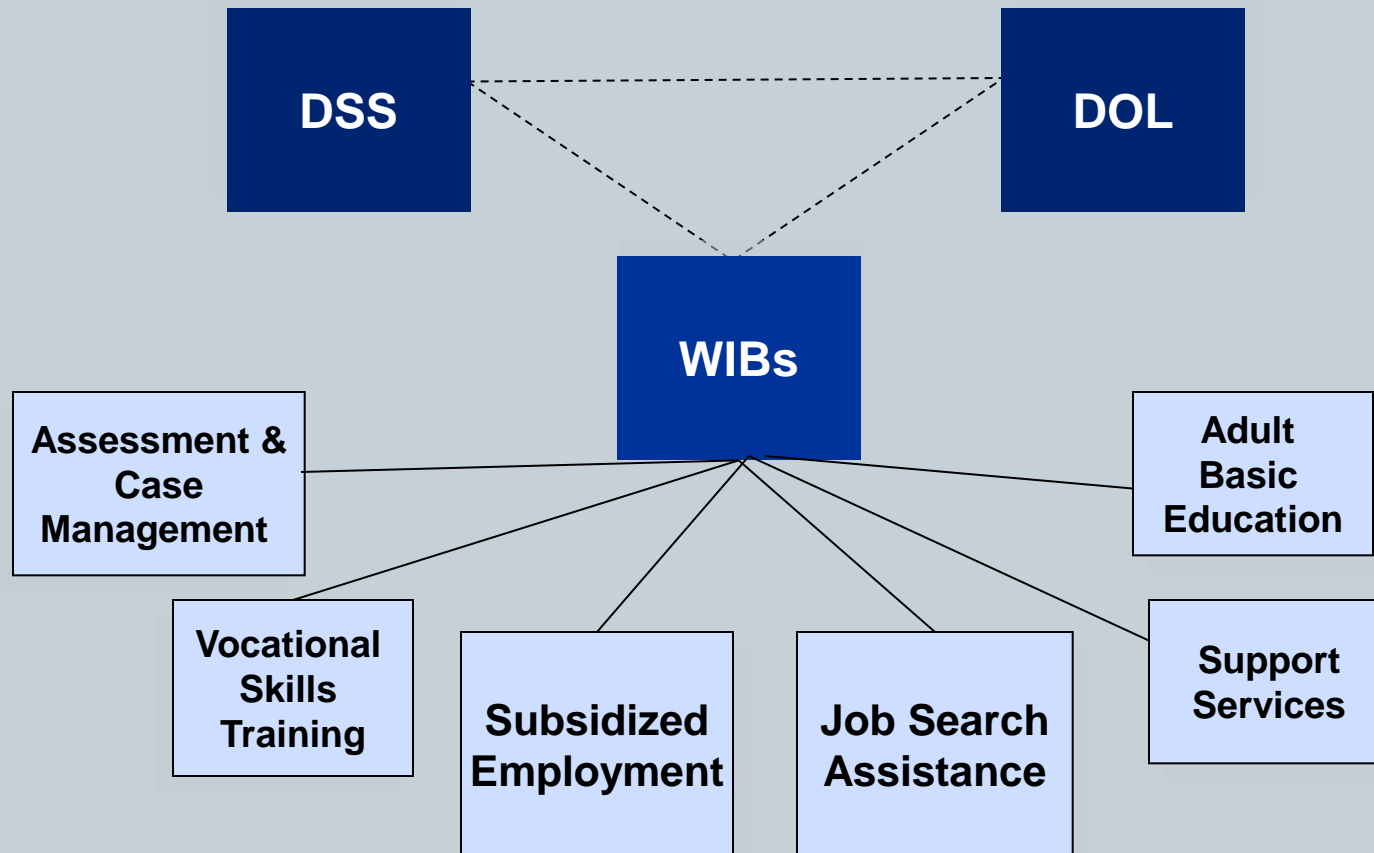 DSS
DOL
WIBs
Assessment &
Case
Management
Adult
Basic
Education
Vocational
Skills
Training
Subsidized
Employment
Job Search
Assistance
Support
Services